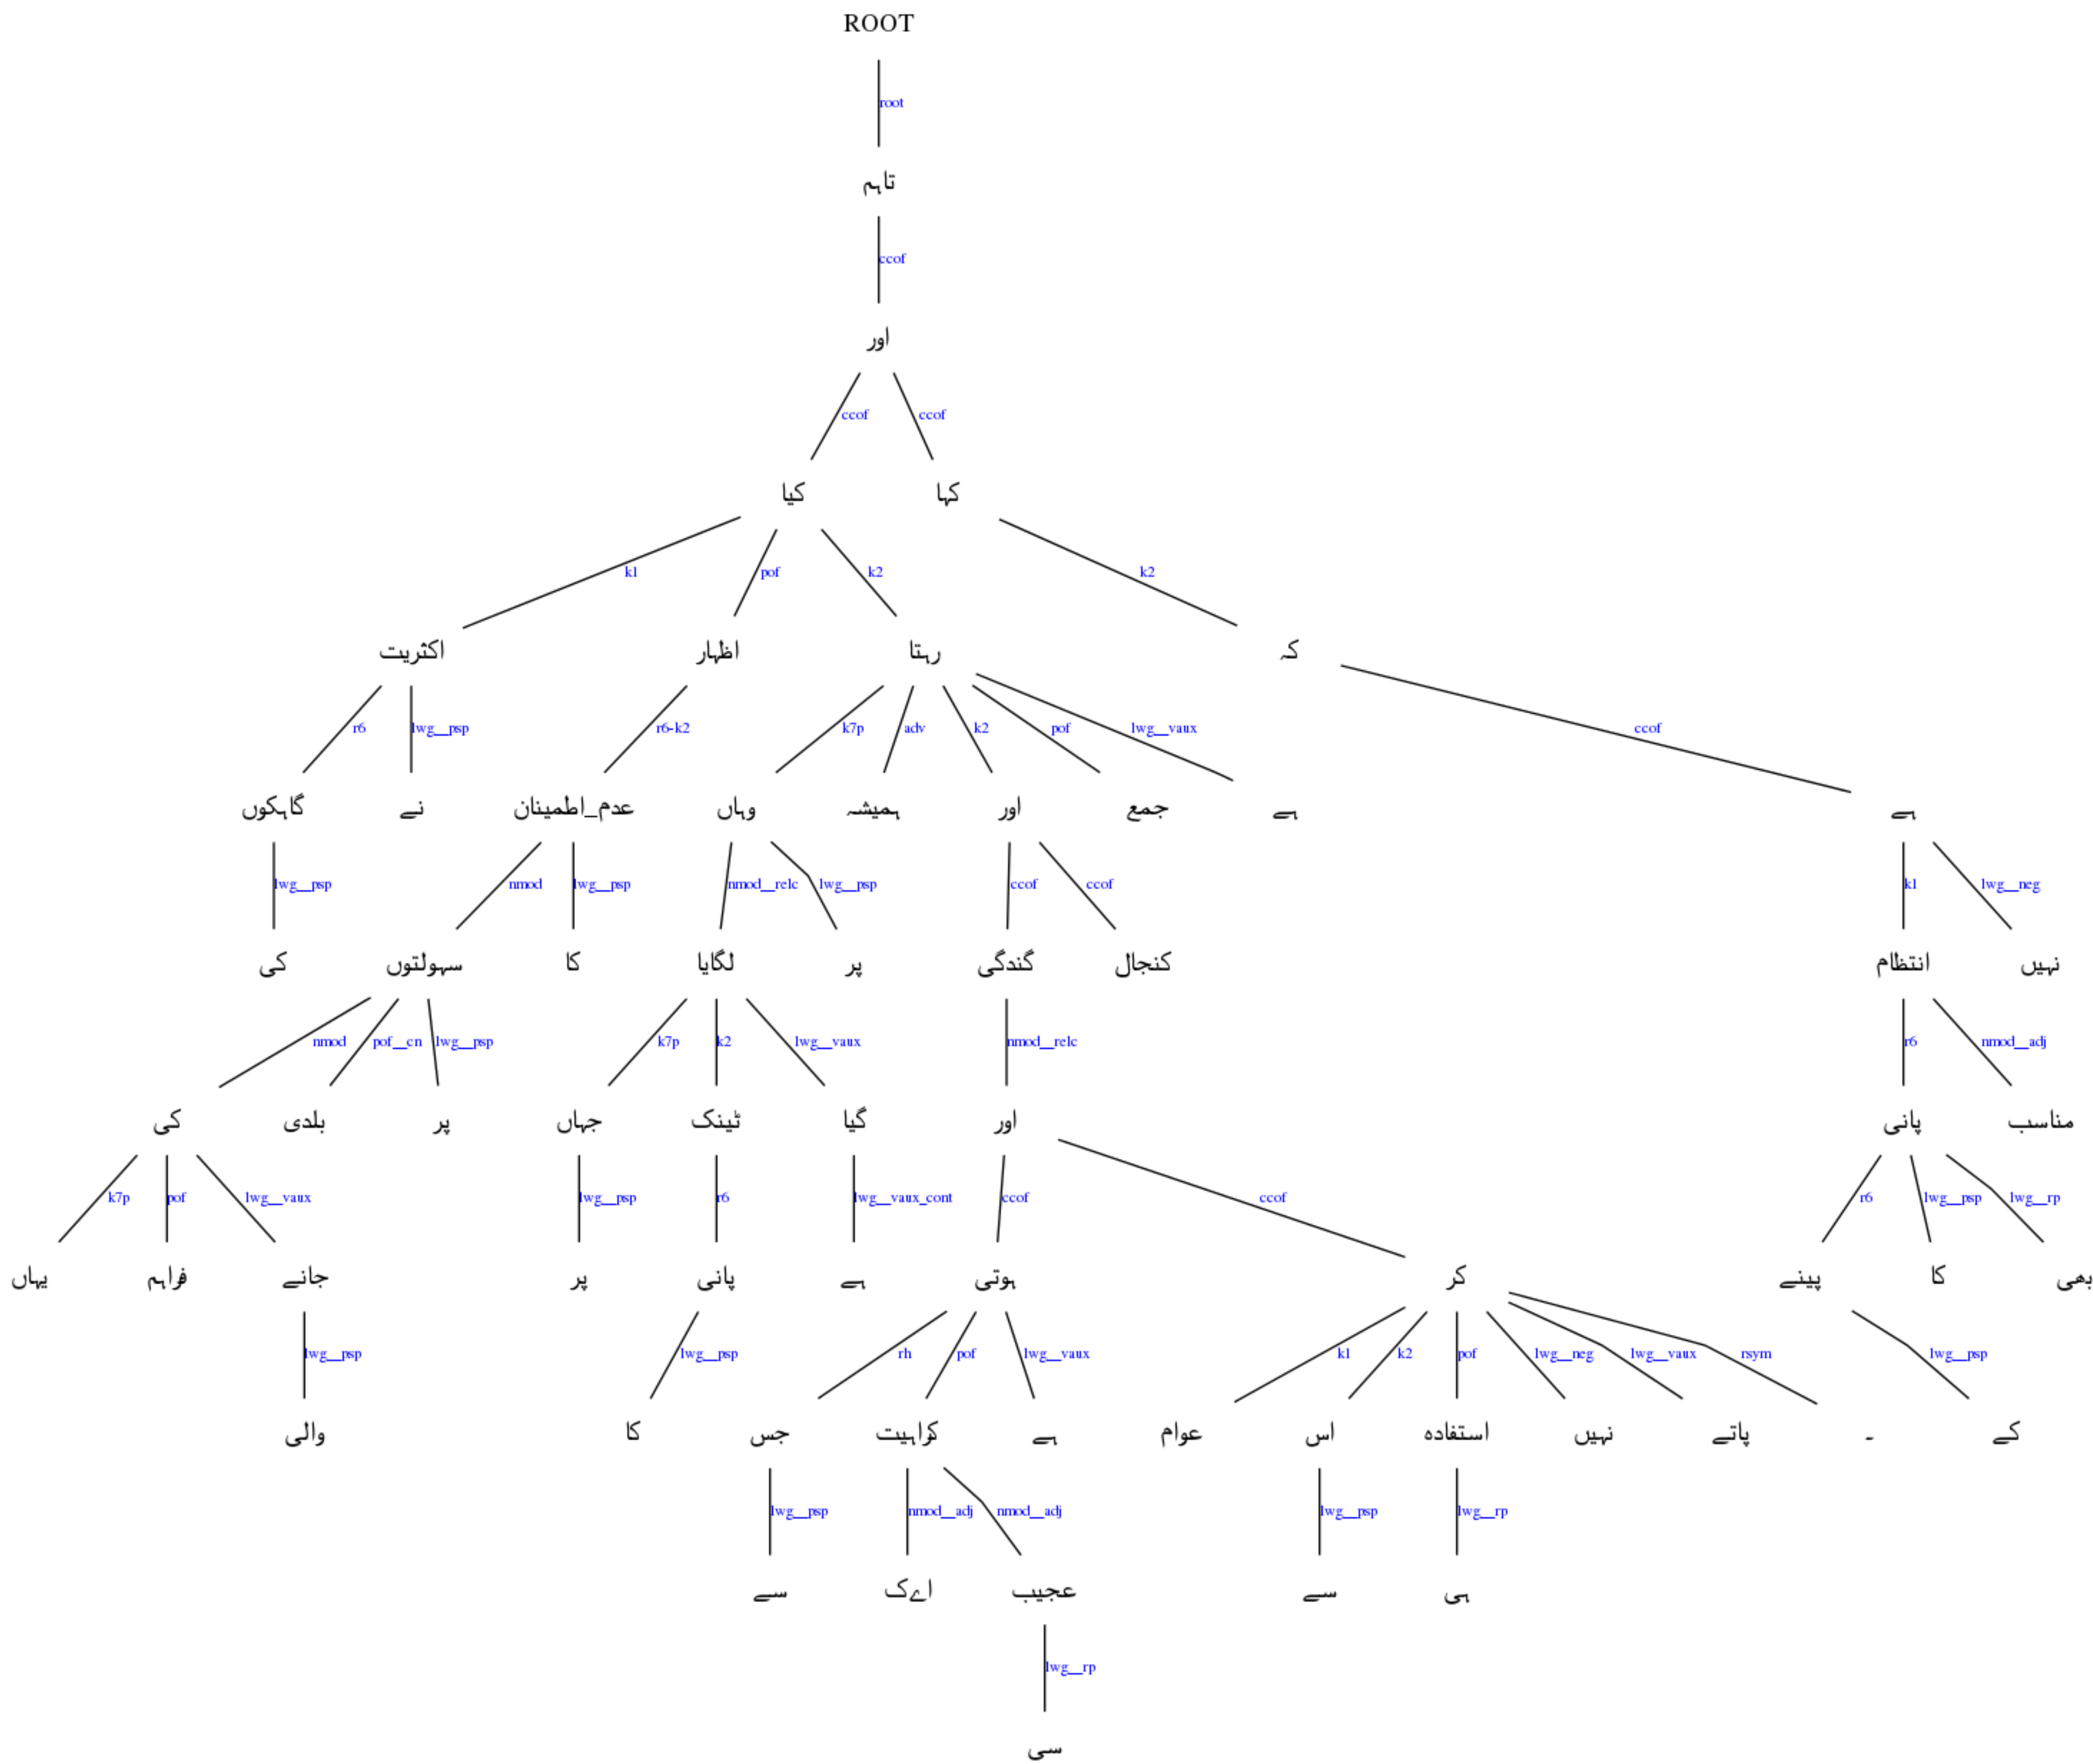 ROOT
root
تاہم
ccof
اور
ccof ccof
کیا کہا
k1 pof k2 k2
اکثریت اظہار رہتا کہ
r6 lwg__psp r6-k2 k7p adv k2 pof lwg__vaux ccof
گاہکوں نے عدم_اطمینان وہاں ہمیشہ اور جمع ہے ہے
lwg__psp nmod lwg__psp nmod__relc lwg__psp ccof ccof k1 lwg__neg
کی سہولتوں کا لگایا پر گندگی کنجال انتظام نہیں
nmod pof__cn lwg__psp k7p k2 lwg__vaux nmod__relc r6 nmod__adj
کی بلدی پر جہاں ٹینک گیا اور پانی مناسب
k7p pof lwg__vaux lwg__psp r6 lwg__vaux_cont ccof ccof r6 lwg__psp lwg__rp
یہاں فراہم جانے پر پانی ہے ہوتی کر پینے کا بھی
lwg__psp lwg__psp rh pof lwg__vaux k1 k2 pof lwg__neg lwg__vaux rsym lwg__psp
والی کا جس کراہیت ہے عوام اس استفادہ نہیں پاتے ۔ کے
lwg__psp nmod__adj nmod__adj lwg__psp lwg__rp
سے اےک عجیب سے ہی
lwg__rp
سی